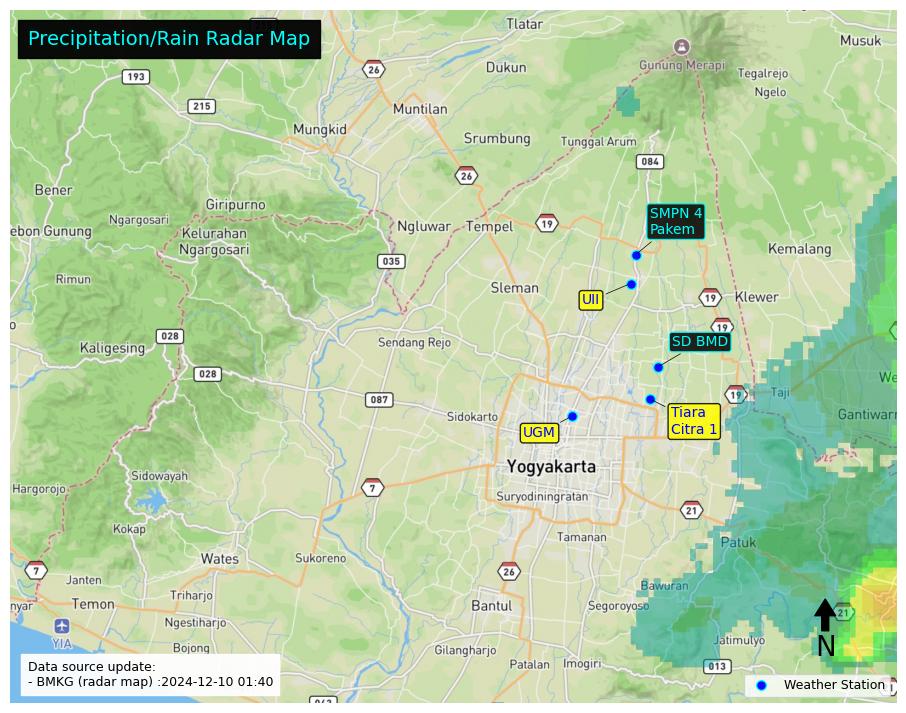 Precipitation/Rain Radar Map
Tlatar
Musuk
26
Dukun
Gunung Merapi
Tegalrejo
193
Ngelo
215
Muntilan
Mungkid
Srumbung
Tunggal Arum
084
26
Bener
Giripurno
SMPN 4
Pakem
Ngargosari
Ngluwar
Tempel
19
ebon Gunung
Kelurahan
Ngargosari
Kemalang
035
Rimun
Sleman
UII
19
Klewer
19
028
Kaligesing
Sendang Rejo
SD BMD
028
19
Taji
087
Sidokarto
Tiara
Citra 1
Gantiwarn
UGM
Yogyakarta
Sidowayah
Hargorojo
7
Suryodiningratan
21
Kokap
Tamanan
Patuk
Wates
Sukoreno
7
26
Janten
Bawuran
Triharjo
nyar
Temon
Bantul
Segoroyoso
21
Ngestiharjo
YIA
N
Bojong
Gilangharjo
Jatimulyo
Patalan
Imogiri
013
Data source update:
- BMKG (radar map) :2024-12-10 01:40
Weather Station